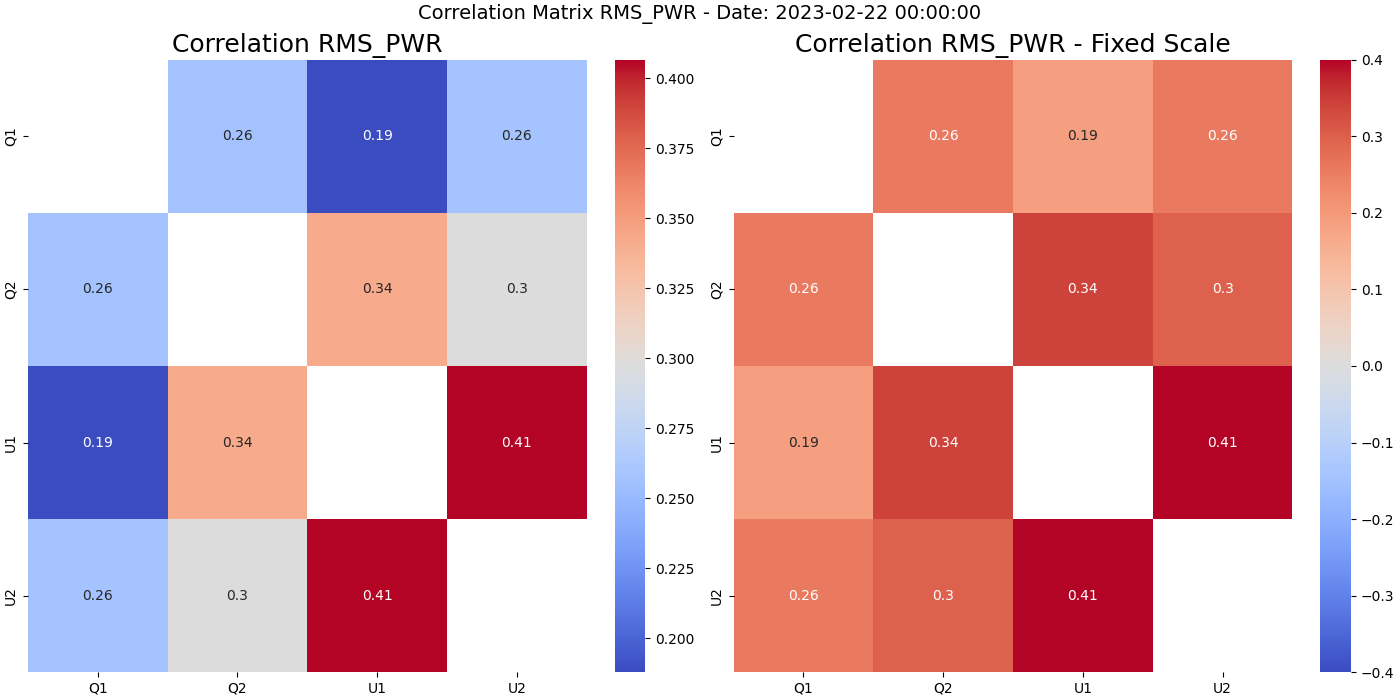 Correlation Matrix RMS_PWR - Date: 2023-02-22 00:00:00
Correlation RMS_PWR
Q1
0.26
0.19
0.26
Q2
0.26
0.34
0.3
U1
0.19
0.34
0.41
U2
0.26
0.3
0.41
Q1
Q2
U1
U2
0.400
0.375
0.350
0.325
0.300
0.275
0.250
0.225
0.200
Correlation RMS_PWR - Fixed Scale
Q1
0.26
0.19
0.26
Q2
0.26
0.34
0.3
U1
0.19
0.34
0.41
U2
0.26
0.3
0.41
Q1
Q2
U1
U2
0.4
0.3
0.2
0.1
0.0
−0.1
−0.2
−0.3
−0.4